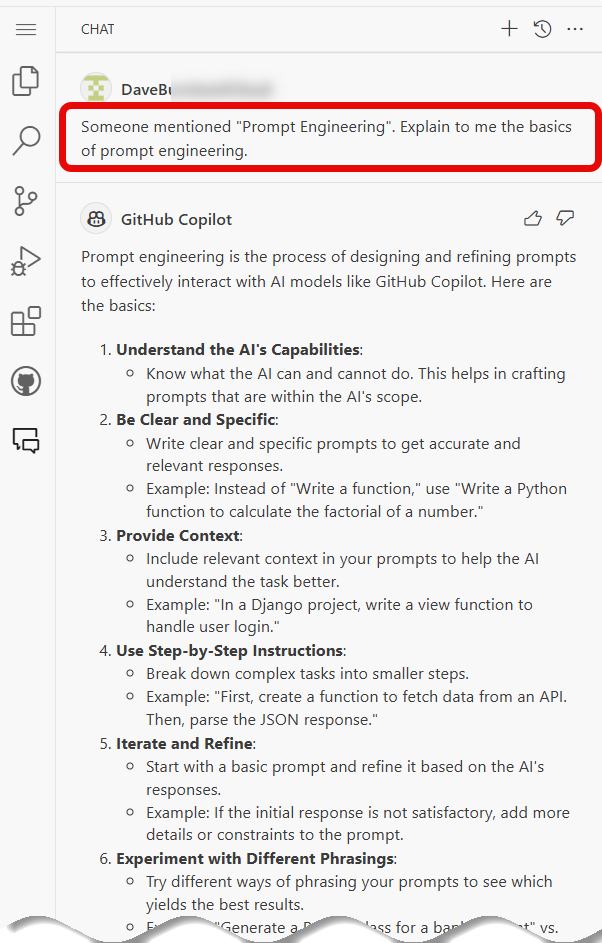 CHAT
DaveBu
Someone mentioned "Prompt Engineering". Explain to me the basics
of prompt engineering.
GitHub Copilot
Prompt engineering is the process of designing and refining prompts
to effectively interact with AI models like GitHub Copilot. Here are
the basics:
1. Understand the AI's Capabilities:
Know what the AI can and cannot do. This helps in crafting
prompts that are within the AI's scope.
2. Be Clear and Specific:
Write clear and specific prompts to get accurate and
relevant responses.
Example: Instead of "Write a function," use "Write a Python
function to calculate the factorial of a number."
3. Provide Context:
Include relevant context in your prompts to help the AI
understand the task better.
Example: "In a Django project, write a view function to
handle user login."
4. Use Step-by-Step Instructions:
Break down complex tasks into smaller steps.
Example: "First, create a function to fetch data from an API.
Then, parse the JSON response."
5. Iterate and Refine:
Start with a basic prompt and refine it based on the AI's
responses.
Example: If the initial response is not satisfactory, add more
details or constraints to the prompt.
6. Experiment with Different Phrasings:
Try different ways of phrasing your prompts to see which
yields the best results.
"Generate a for a vs.